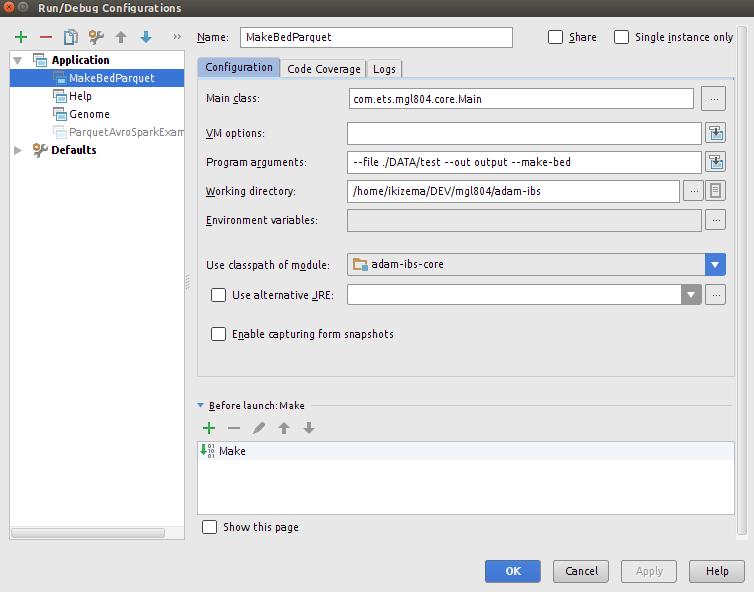 Run/Debug Configurations
»
Name: MakeBedParquet
Share
Single instance only
Application
MakeBedParquet
Help
Genome
ParquetAvroSparkExam
Defaults
Configuration Code Coverage Logs
Main class: com.ets.mgl804.core.Main ...
VM options:
Program arguments: --file ./DATA/test --out output --make-bed
Working directory: /home/ikizema/DEV/mgl804/adam-ibs ...
Environment variables: ...
Use classpath of module: adam-ibs-core
Use alternative JRE: ...
Enable capturing form snapshots
Before launch: Make
Make
Show this page
OK Cancel Apply Help